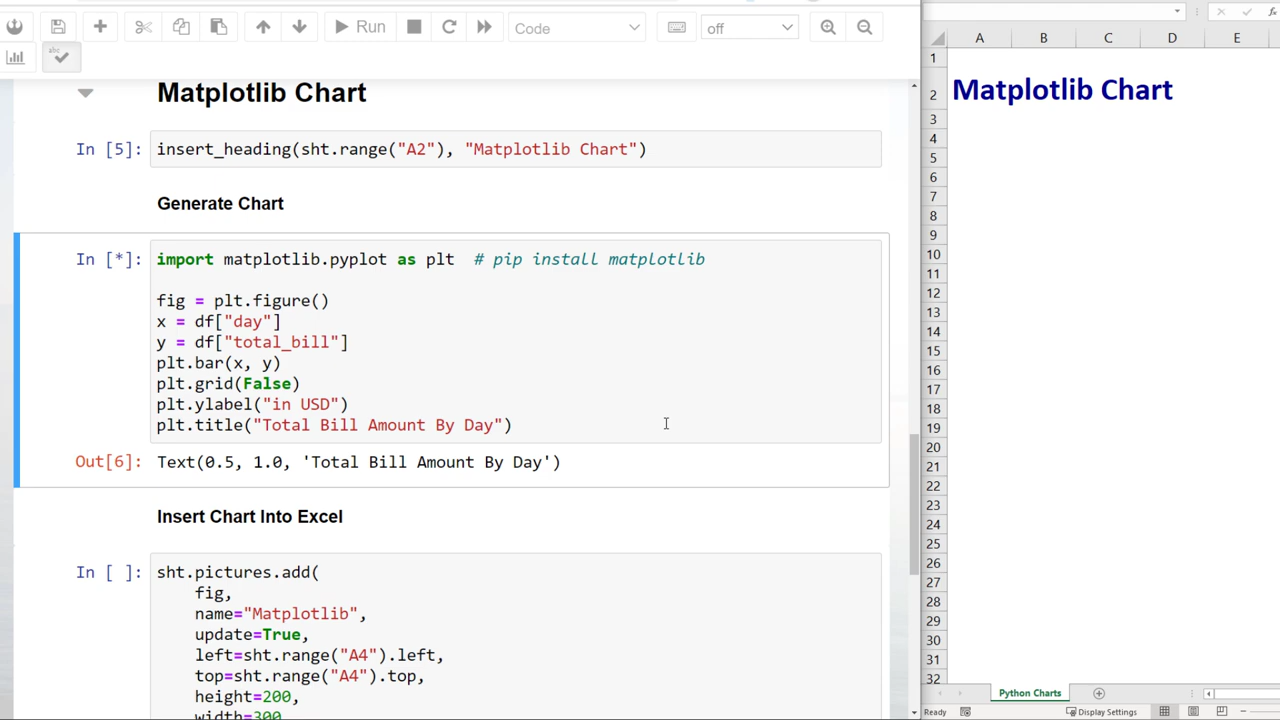 Run
Code
off
Matplotlib Chart
In [5]:
insert_heading(sht.range("A2"), "Matplotlib Chart")
Generate Chart
In [*]:
import matplotlib.pyplot as plt  # pip install matplotlib
fig = plt.figure()
x = df["day"]
y = df["total_bill"]
plt.bar(x, y)
plt.grid(False)
plt.ylabel("in USD")
plt.title("Total Bill Amount By Day")
Out[6]:
Text(0.5, 1.0, 'Total Bill Amount By Day')
Insert Chart Into Excel
In [ ]:
sht.pictures.add(
fig,
name="Matplotlib",
update=True,
left=sht.range("A4").left,
top=sht.range("A4").top,
height=200,
width=300
fx
A B C D E
1
2 Matplotlib Chart
3
4
5
6
7
8
9
10
11
12
13
14
15
16
17
18
19
20
21
22
23
24
25
26
27
28
29
30
31
32
Python Charts
Ready
Display Settings